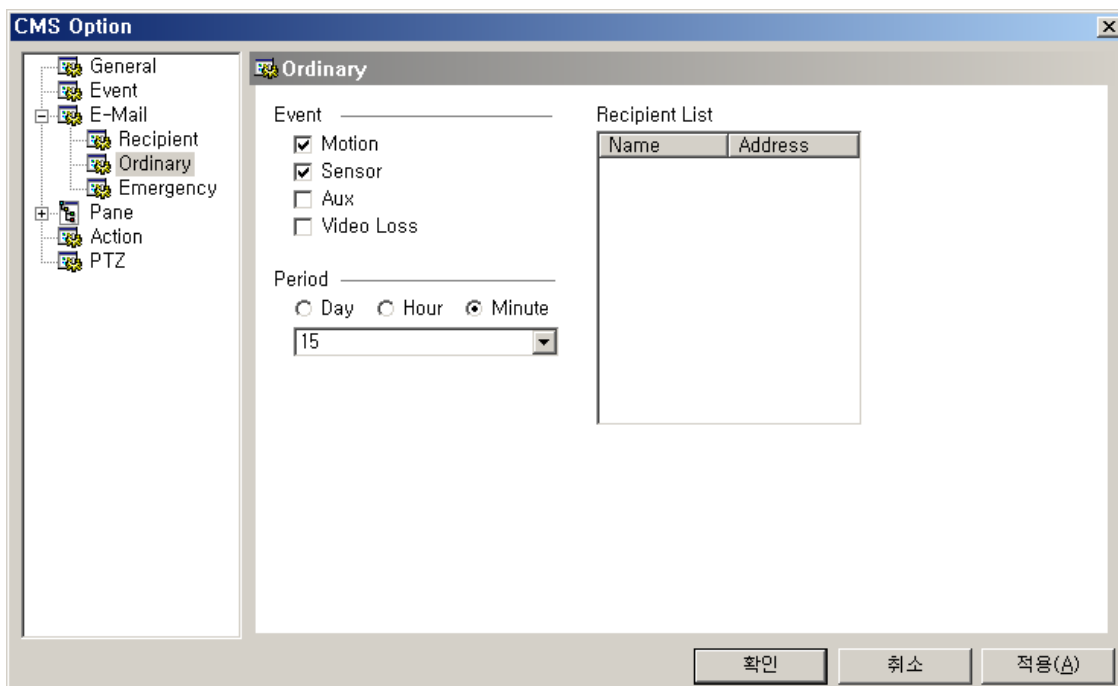 CMS Option
General
Event
E-Mail
Recipient
Ordinary
Emergency
Pane
Action
PTZ
Ordinary
Event
Motion
Sensor
Aux
Video Loss
Period
Day Hour Minute
15
Recipient List
Name Address
확인 취소 적용(A)